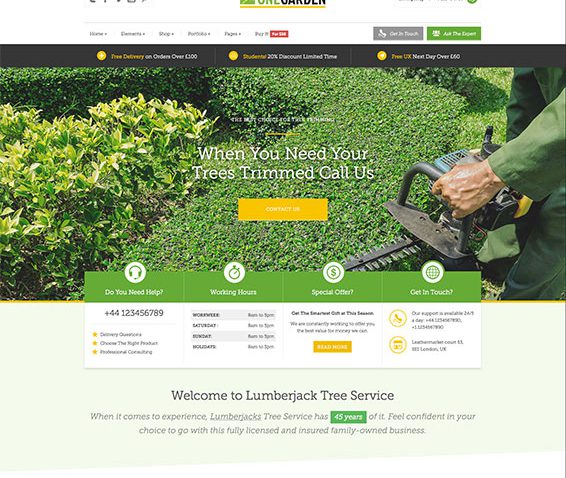 ONEGARDEN
Home Elements Shop Portfolio Pages Buy It For $58 Get In Touch Ask The Expert
Free Delivery on Orders Over £100 Students! 20% Discount Limited Time Free UK Next Day Over £60
THE BEST CHOICE FOR TREE TRIMMING
When You Need Your
Trees Trimmed Call Us
CONTACT US
Do You Need Help? Working Hours Special Offer? Get In Touch?
+44 123456789
Delivery Questions
Choose The Right Product
Professional Consulting
WORKWEEK: 8am to 5pm
SATURDAY : 8am to 5pm
SUNDAY: 8am to 5pm
HOLIDAYS: 8am to 5pm
Get The Smartest Gift at This Season
We are constantly working to offer you
the best value for money we can.
READ MORE
Our support is available 24/9
a day: +44 1234567890,
+1 1234567890
Leathermarket court 63,
SE1 London, UK
Welcome to Lumberjack Tree Service
When it comes to experience, Lumberjacks Tree Service has 45 years of it. Feel confident in your
choice to go with this fully licensed and insured family-owned business.